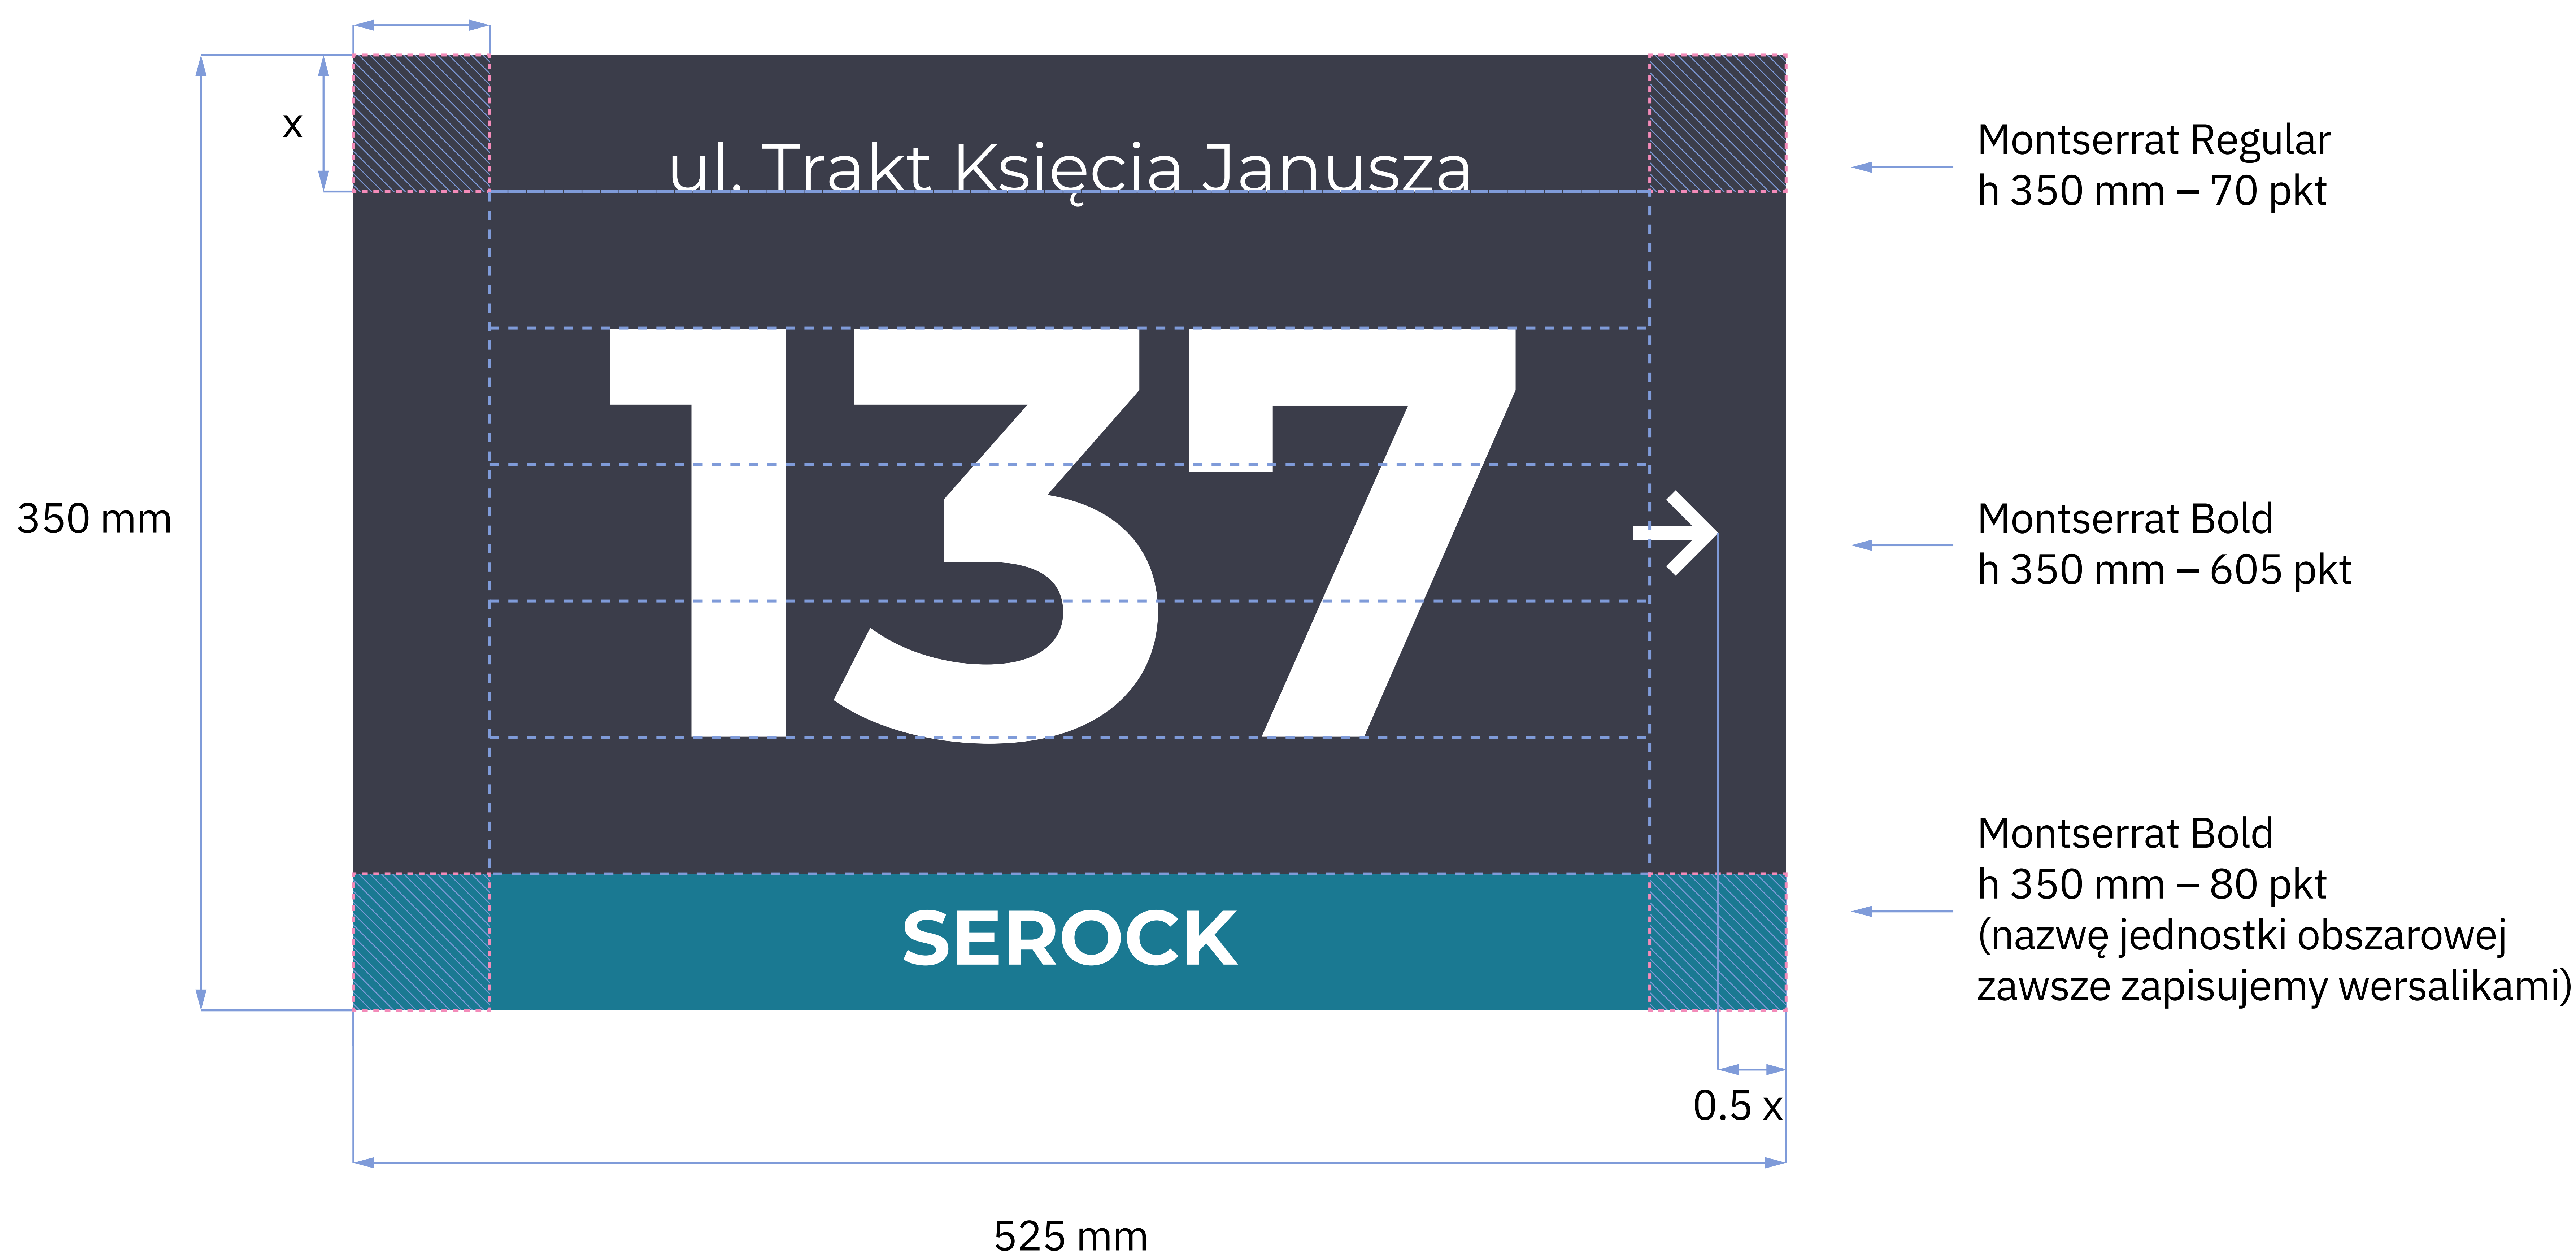 x
ul. Trakt Księcia Janusza
Montserrat Regular
h 350 mm – 70 pkt
350 mm
137
Montserrat Bold
h 350 mm – 605 pkt
SEROCK
Montserrat Bold
h 350 mm – 80 pkt
(nazwę jednostki obszarowej
zawsze zapisujemy wersalikami)
0.5 x
525 mm